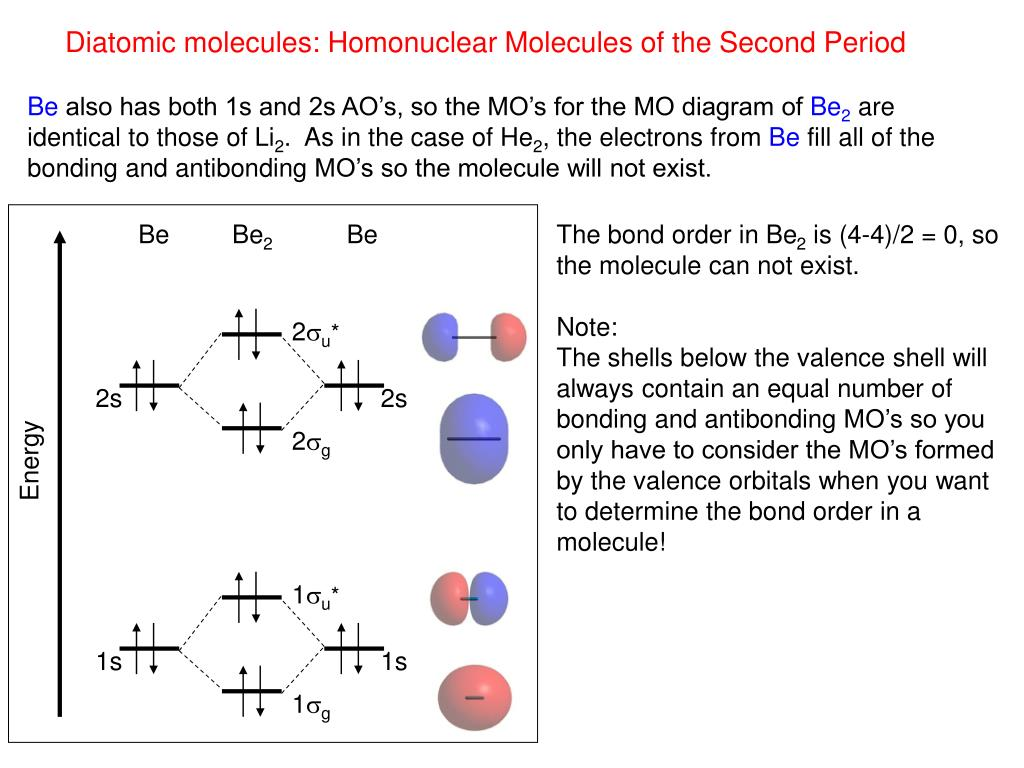 Diatomic molecules: Homonuclear Molecules of the Second Period
Be also has both 1s and 2s AO’s, so the MO’s for the MO diagram of Be₂ are
identical to those of Li₂.  As in the case of He₂, the electrons from Be fill all of the
bonding and antibonding MO’s so the molecule will not exist.
Be Be₂ Be
2σᵤ*
2s 2s
2σg
Energy
1σᵤ*
1s 1s
1σg
The bond order in Be₂ is (4-4)/2 = 0, so
the molecule can not exist.
Note:
The shells below the valence shell will
always contain an equal number of
bonding and antibonding MO’s so you
only have to consider the MO’s formed
by the valence orbitals when you want
to determine the bond order in a
molecule!